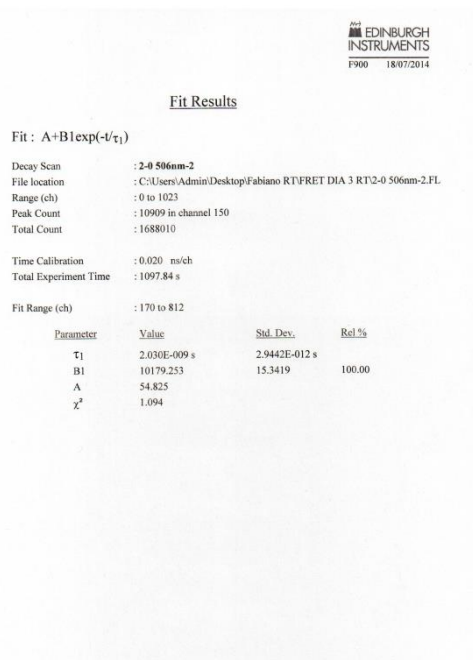 EDINBURGH
INSTRUMENTS
F900 18/07/2014
Fit Results
Fit : A+B1exp(-t/τ1)
Decay Scan : 2-0 506nm-2
File location : C:\Users\Admin\Desktop\Fabiano RT\FRET DIA 3 RT\2-0 506nm-2.FL
Range (ch) : 0 to 1023
Peak Count : 10909 in channel 150
Total Count : 1688010
Time Calibration : 0.020 ns/ch
Total Experiment Time : 1097.84 s
Fit Range (ch) : 170 to 812
Parameter Value Std. Dev. Rel %
τ1 2.030E-009 s 2.9442E-012 s
B1 10179.253 15.3419 100.00
A 54.825
χ² 1.094